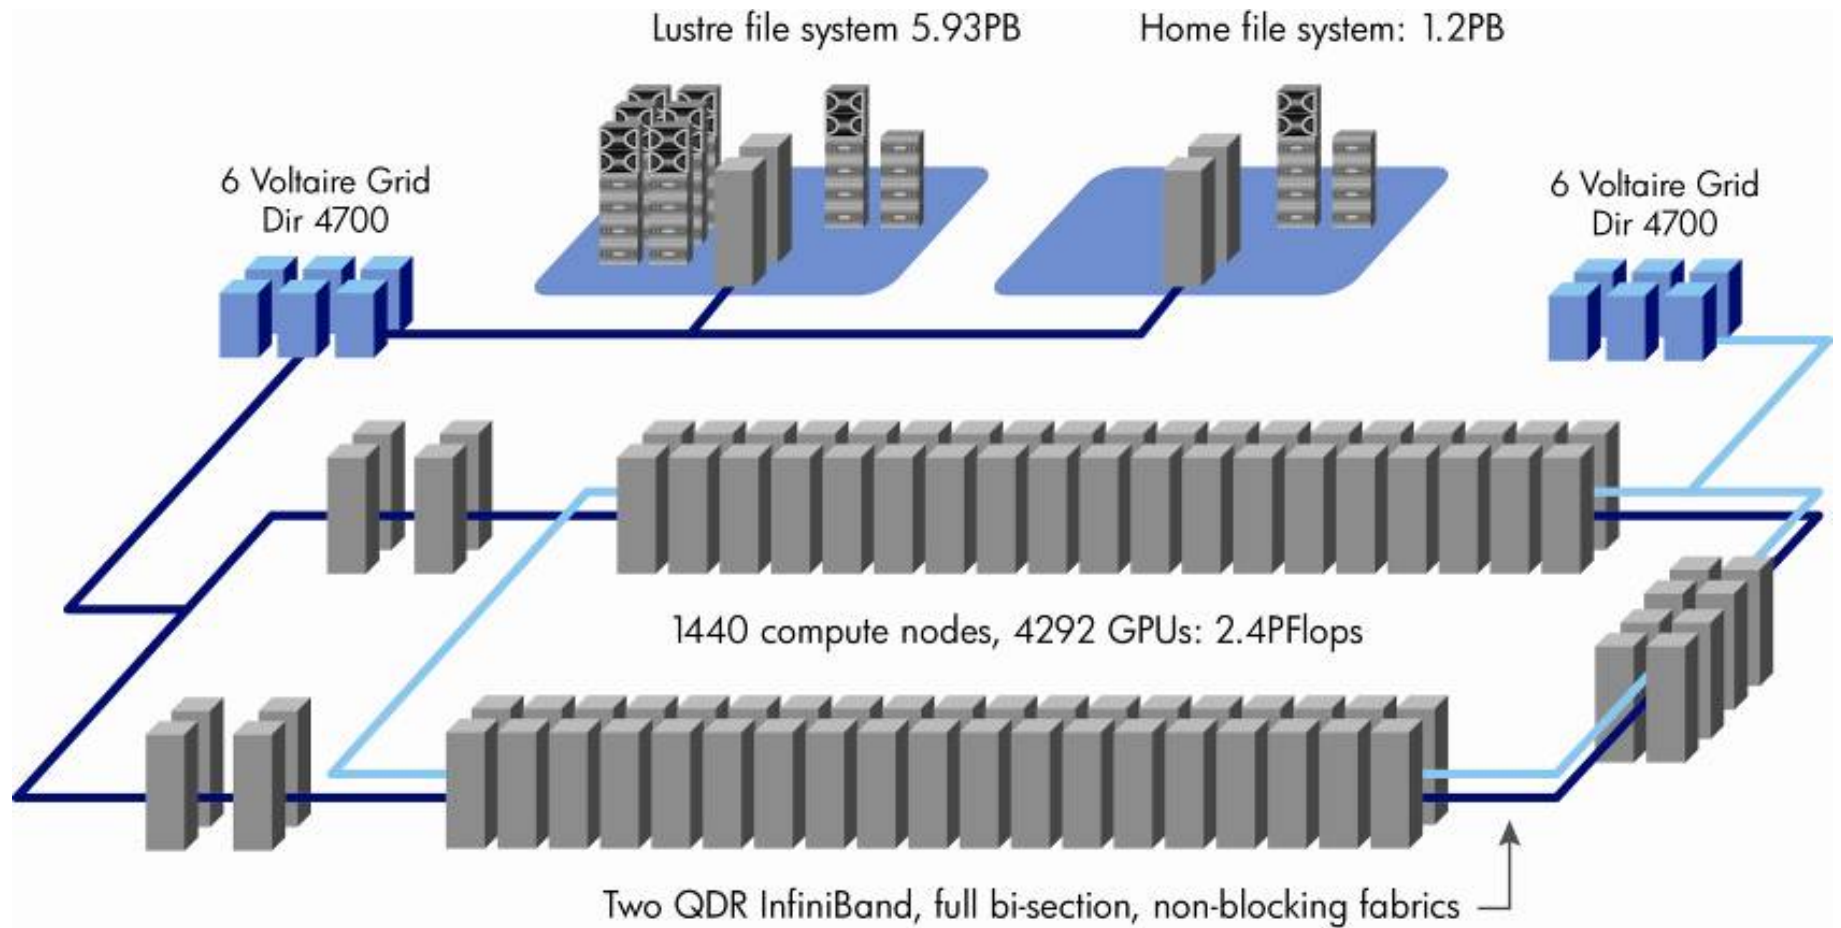 Lustre file system 5.93PB
Home file system: 1.2PB
6 Voltaire Grid
Dir 4700
6 Voltaire Grid
Dir 4700
1440 compute nodes, 4292 GPUs: 2.4PFlops
Two QDR InfiniBand, full bi-section, non-blocking fabrics